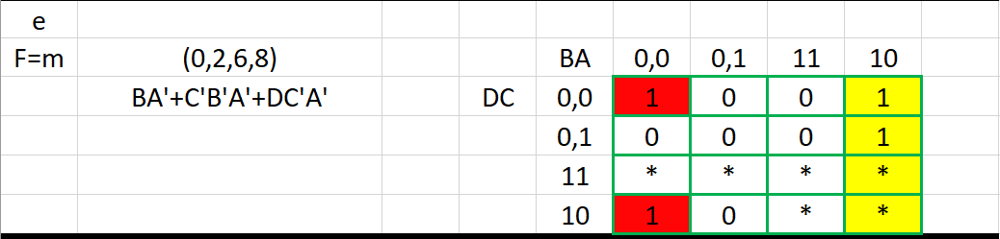 e
F=m (0,2,6,8) BA 0,0 0,1 11 10
BA'+C'B'A'+DC'A' DC 0,0 1 0 0 1
0,1 0 0 0 1
11 * * * *
10 1 0 * *